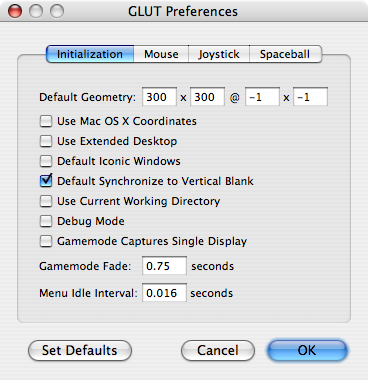 GLUT Preferences
Initialization Mouse Joystick Spaceball
Default Geometry: 300 x 300 @ -1 x -1
Use Mac OS X Coordinates
Use Extended Desktop
Default Iconic Windows
Default Synchronize to Vertical Blank
Use Current Working Directory
Debug Mode
Gamemode Captures Single Display
Gamemode Fade: 0.75 seconds
Menu Idle Interval: 0.016 seconds
Set Defaults Cancel OK